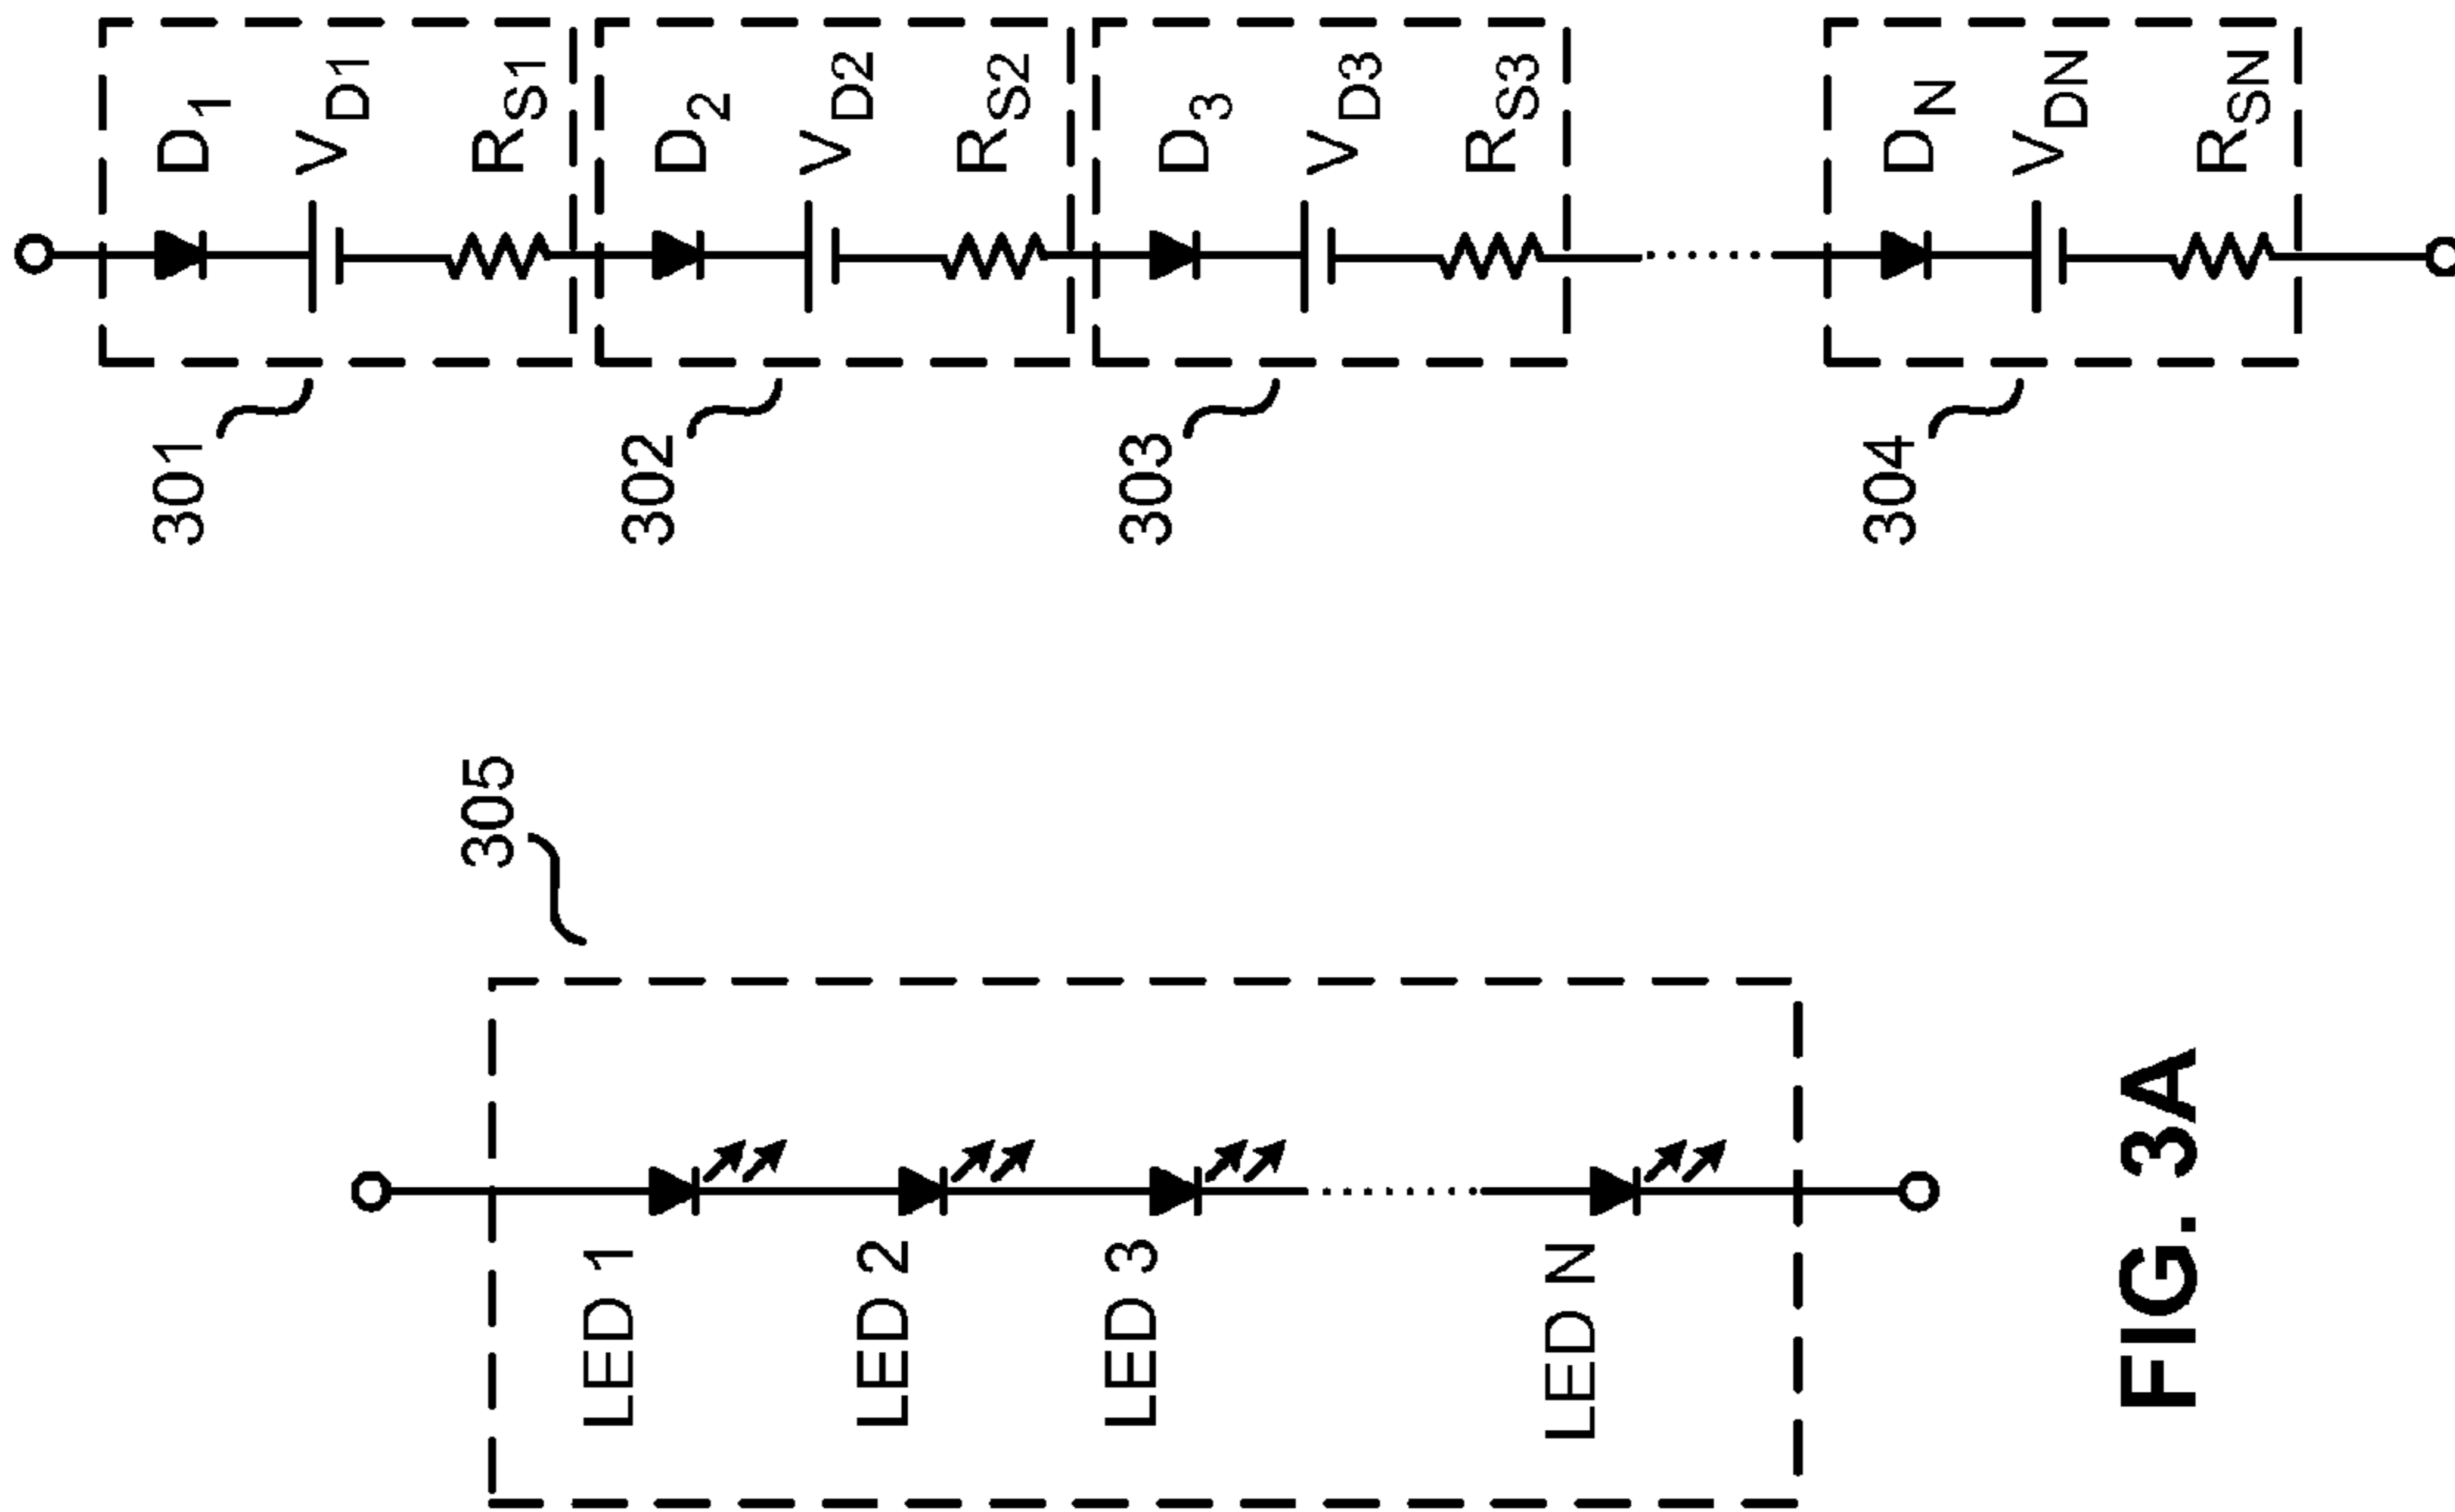 305
LED 1
LED 2
LED 3
LED N
301
D1
VD1
RS1
302
D2
VD2
RS2
303
D3
VD3
RS3
304
DN
VDN
RSN
FIG. 3A